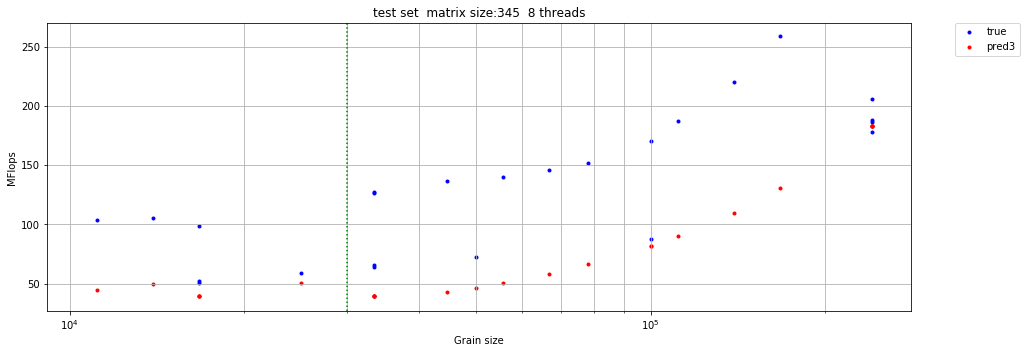 test set  matrix size:345  8 threads
true
pred3
250
200
150
100
50
MFlops
10^4
10^5
Grain size